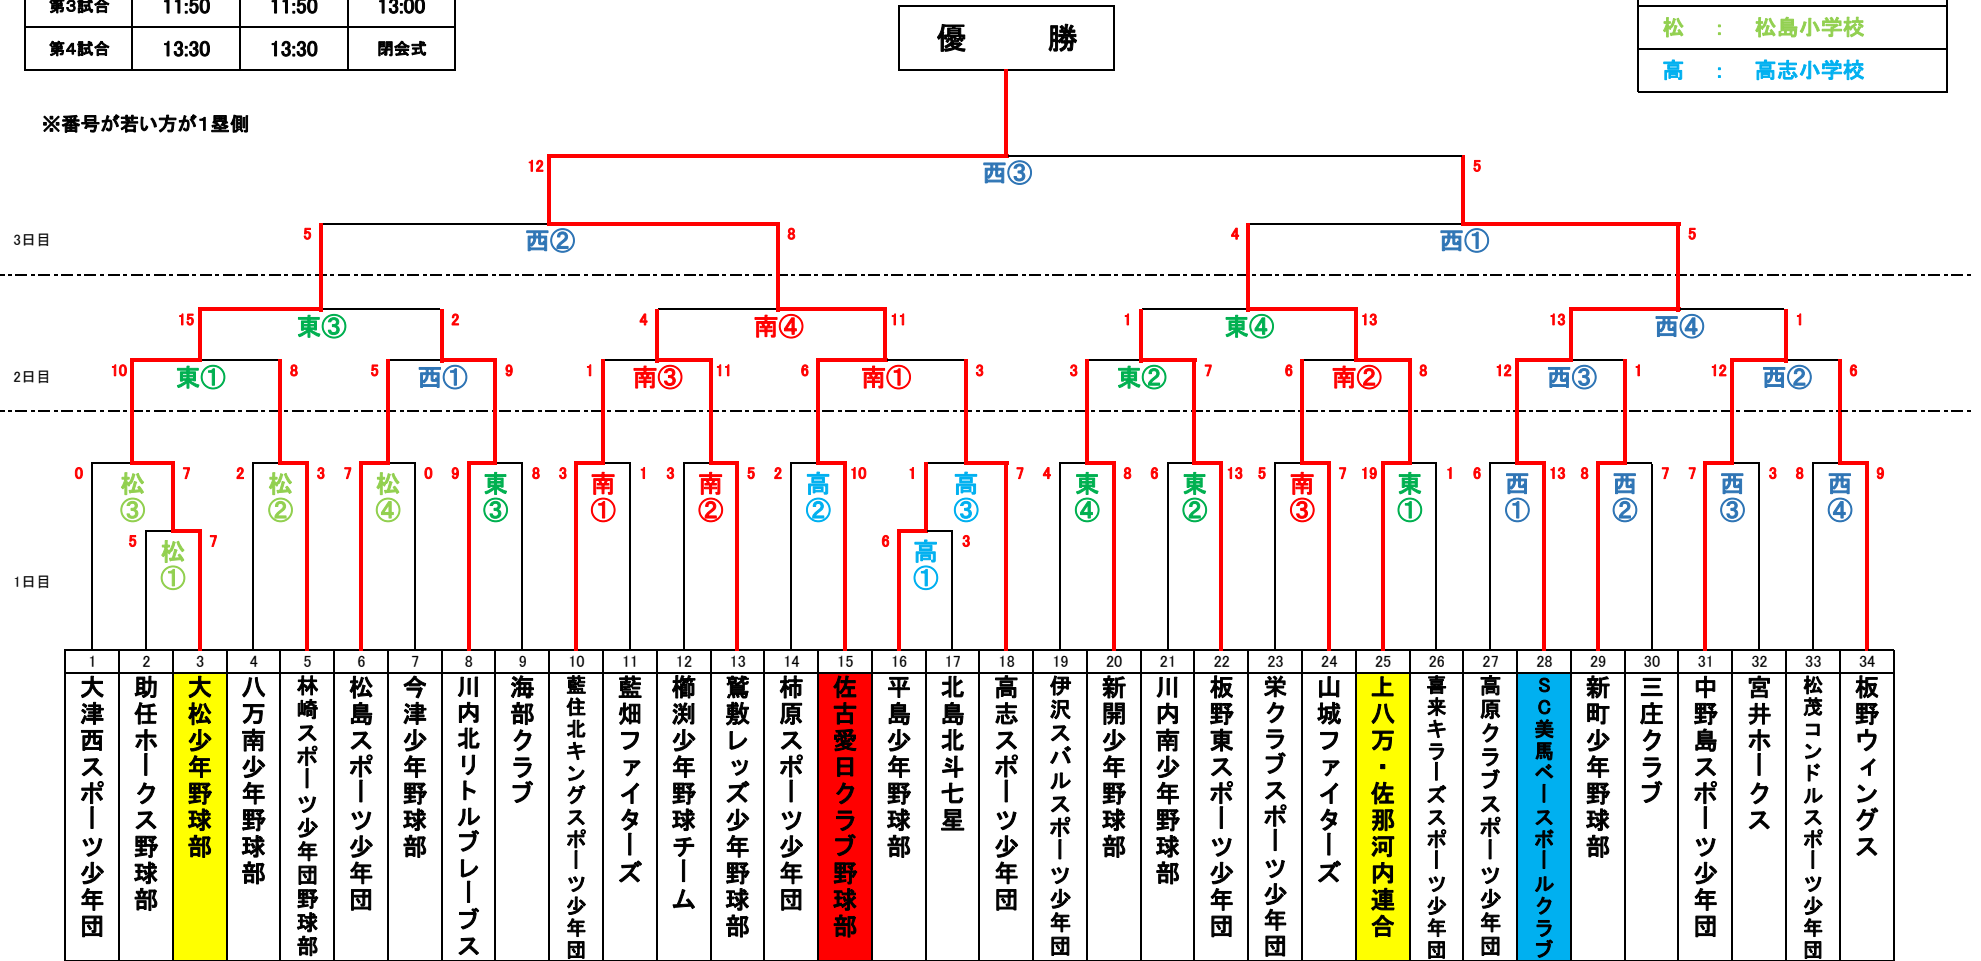 第3試合 11:50 11:50 13:00
第4試合 13:30 13:30 閉会式
優 勝
松 : 松島小学校
高 : 高志小学校
※番号が若い方が1塁側
12 西③ 5
3日目
5 西② 8 4 西① 5
15 東③ 2 4 南④ 11 1 東④ 13 13 西④ 1
2日目
10 東① 8 5 西① 9 1 南③ 11 6 南① 3 3 東② 7 6 南② 8 12 西③ 1 12 西② 6
0 松③ 7 2 松② 3 7 松④ 0 9 東③ 8 3 南① 1 3 南② 5 2 高② 10 1 高③ 7 4 東④ 8 6 東② 13 5 南③ 7 19 東① 1 6 西① 13 8 西② 7 7 西③ 3 8 西④ 9
5 松① 7 6 高① 3
1日目
1 2 3 4 5 6 7 8 9 10 11 12 13 14 15 16 17 18 19 20 21 22 23 24 25 26 27 28 29 30 31 32 33 34
大津西スポーツ少年団
助任ホークス野球部
大松少年野球部
八万南少年野球部
林崎スポーツ少年団野球部
松島スポーツ少年団
今津少年野球部
川内北リトルブレーブス
海部クラブ
藍住北キングスポーツ少年団
藍畑ファイターズ
櫛渕少年野球チーム
鷲敷レッズ少年野球部
柿原スポーツ少年団
佐古愛日クラブ野球部
平島少年野球部
北島北斗七星
高志スポーツ少年団
伊沢スバルスポーツ少年団
新開少年野球部
川内南少年野球部
板野東スポーツ少年団
栄クラブスポーツ少年団
山城ファイターズ
上八万・佐那河内連合
喜来キラーズスポーツ少年団
高原クラブスポーツ少年団
SC美馬ベースボールクラブ
新町少年野球部
三庄クラブ
中野島スポーツ少年団
宮井ホークス
松茂コンドルスポーツ少年団
板野ウィングス